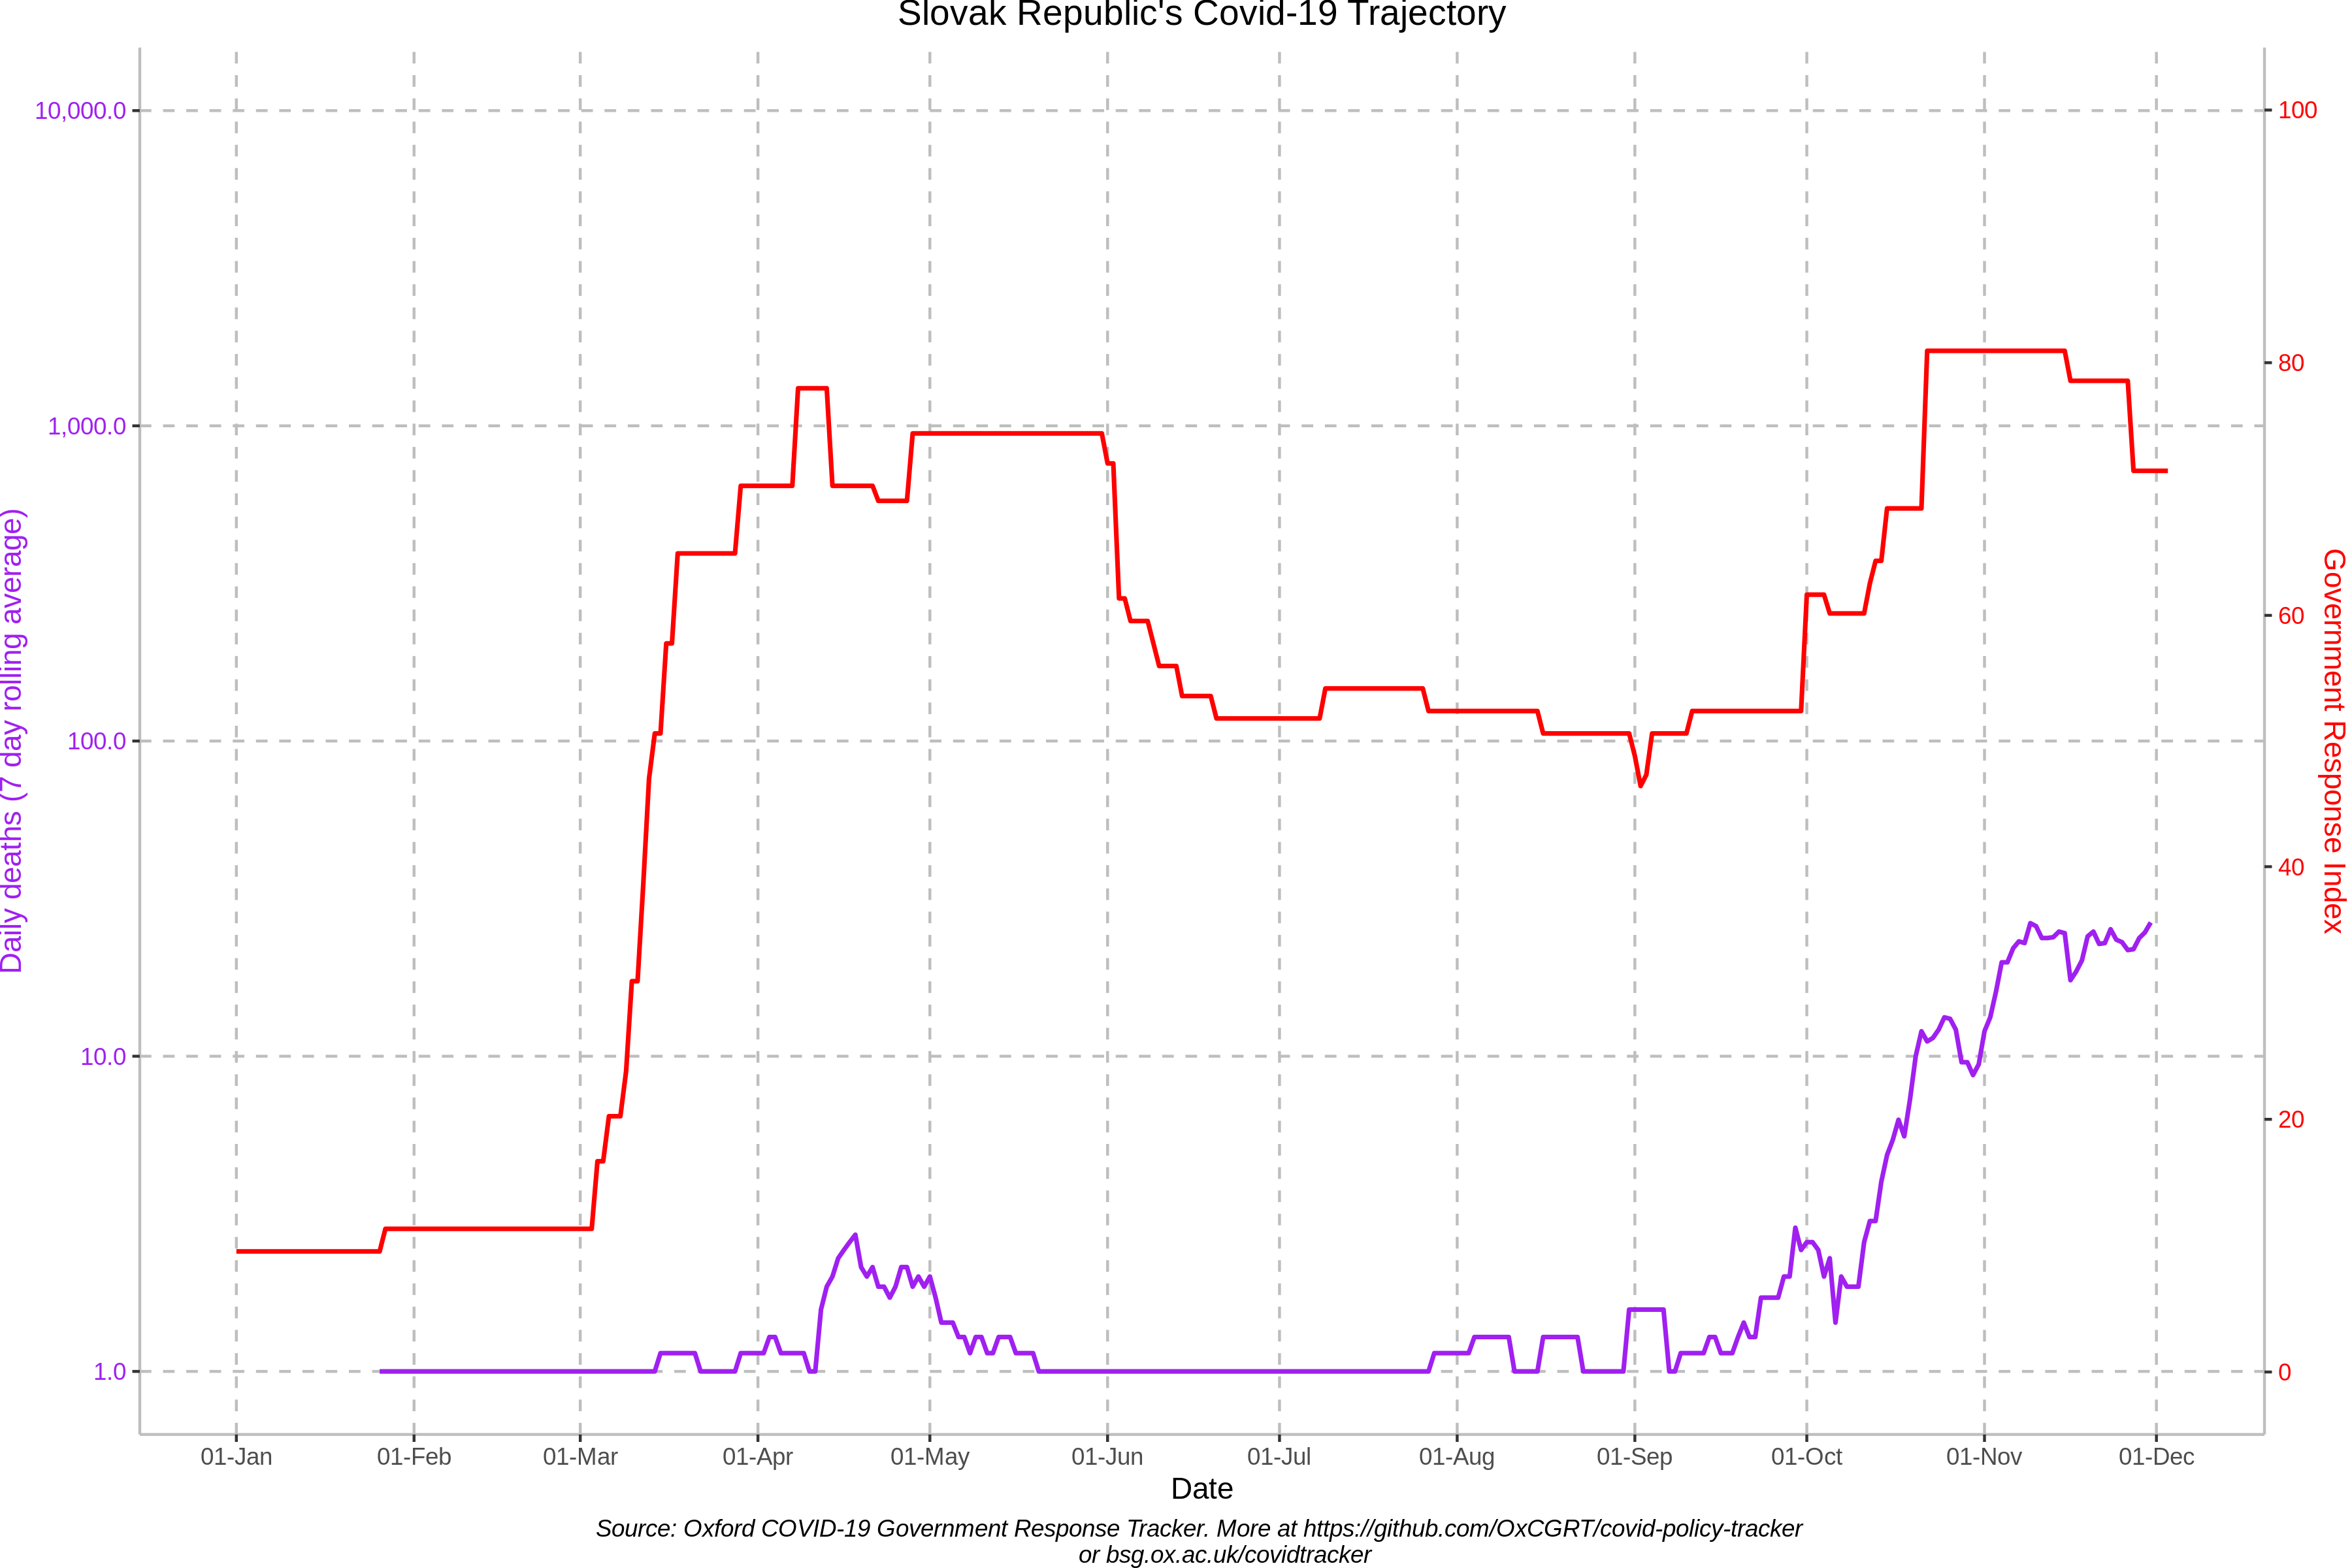 Slovak Republic's Covid-19 Trajectory
10,000.0
1,000.0
100.0
10.0
1.0
Daily deaths (7 day rolling average)
100
80
60
40
20
0
Government Response Index
01-Jan
01-Feb
01-Mar
01-Apr
01-May
01-Jun
01-Jul
01-Aug
01-Sep
01-Oct
01-Nov
01-Dec
Date
Source: Oxford COVID-19 Government Response Tracker. More at https://github.com/OxCGRT/covid-policy-tracker
or bsg.ox.ac.uk/covidtracker